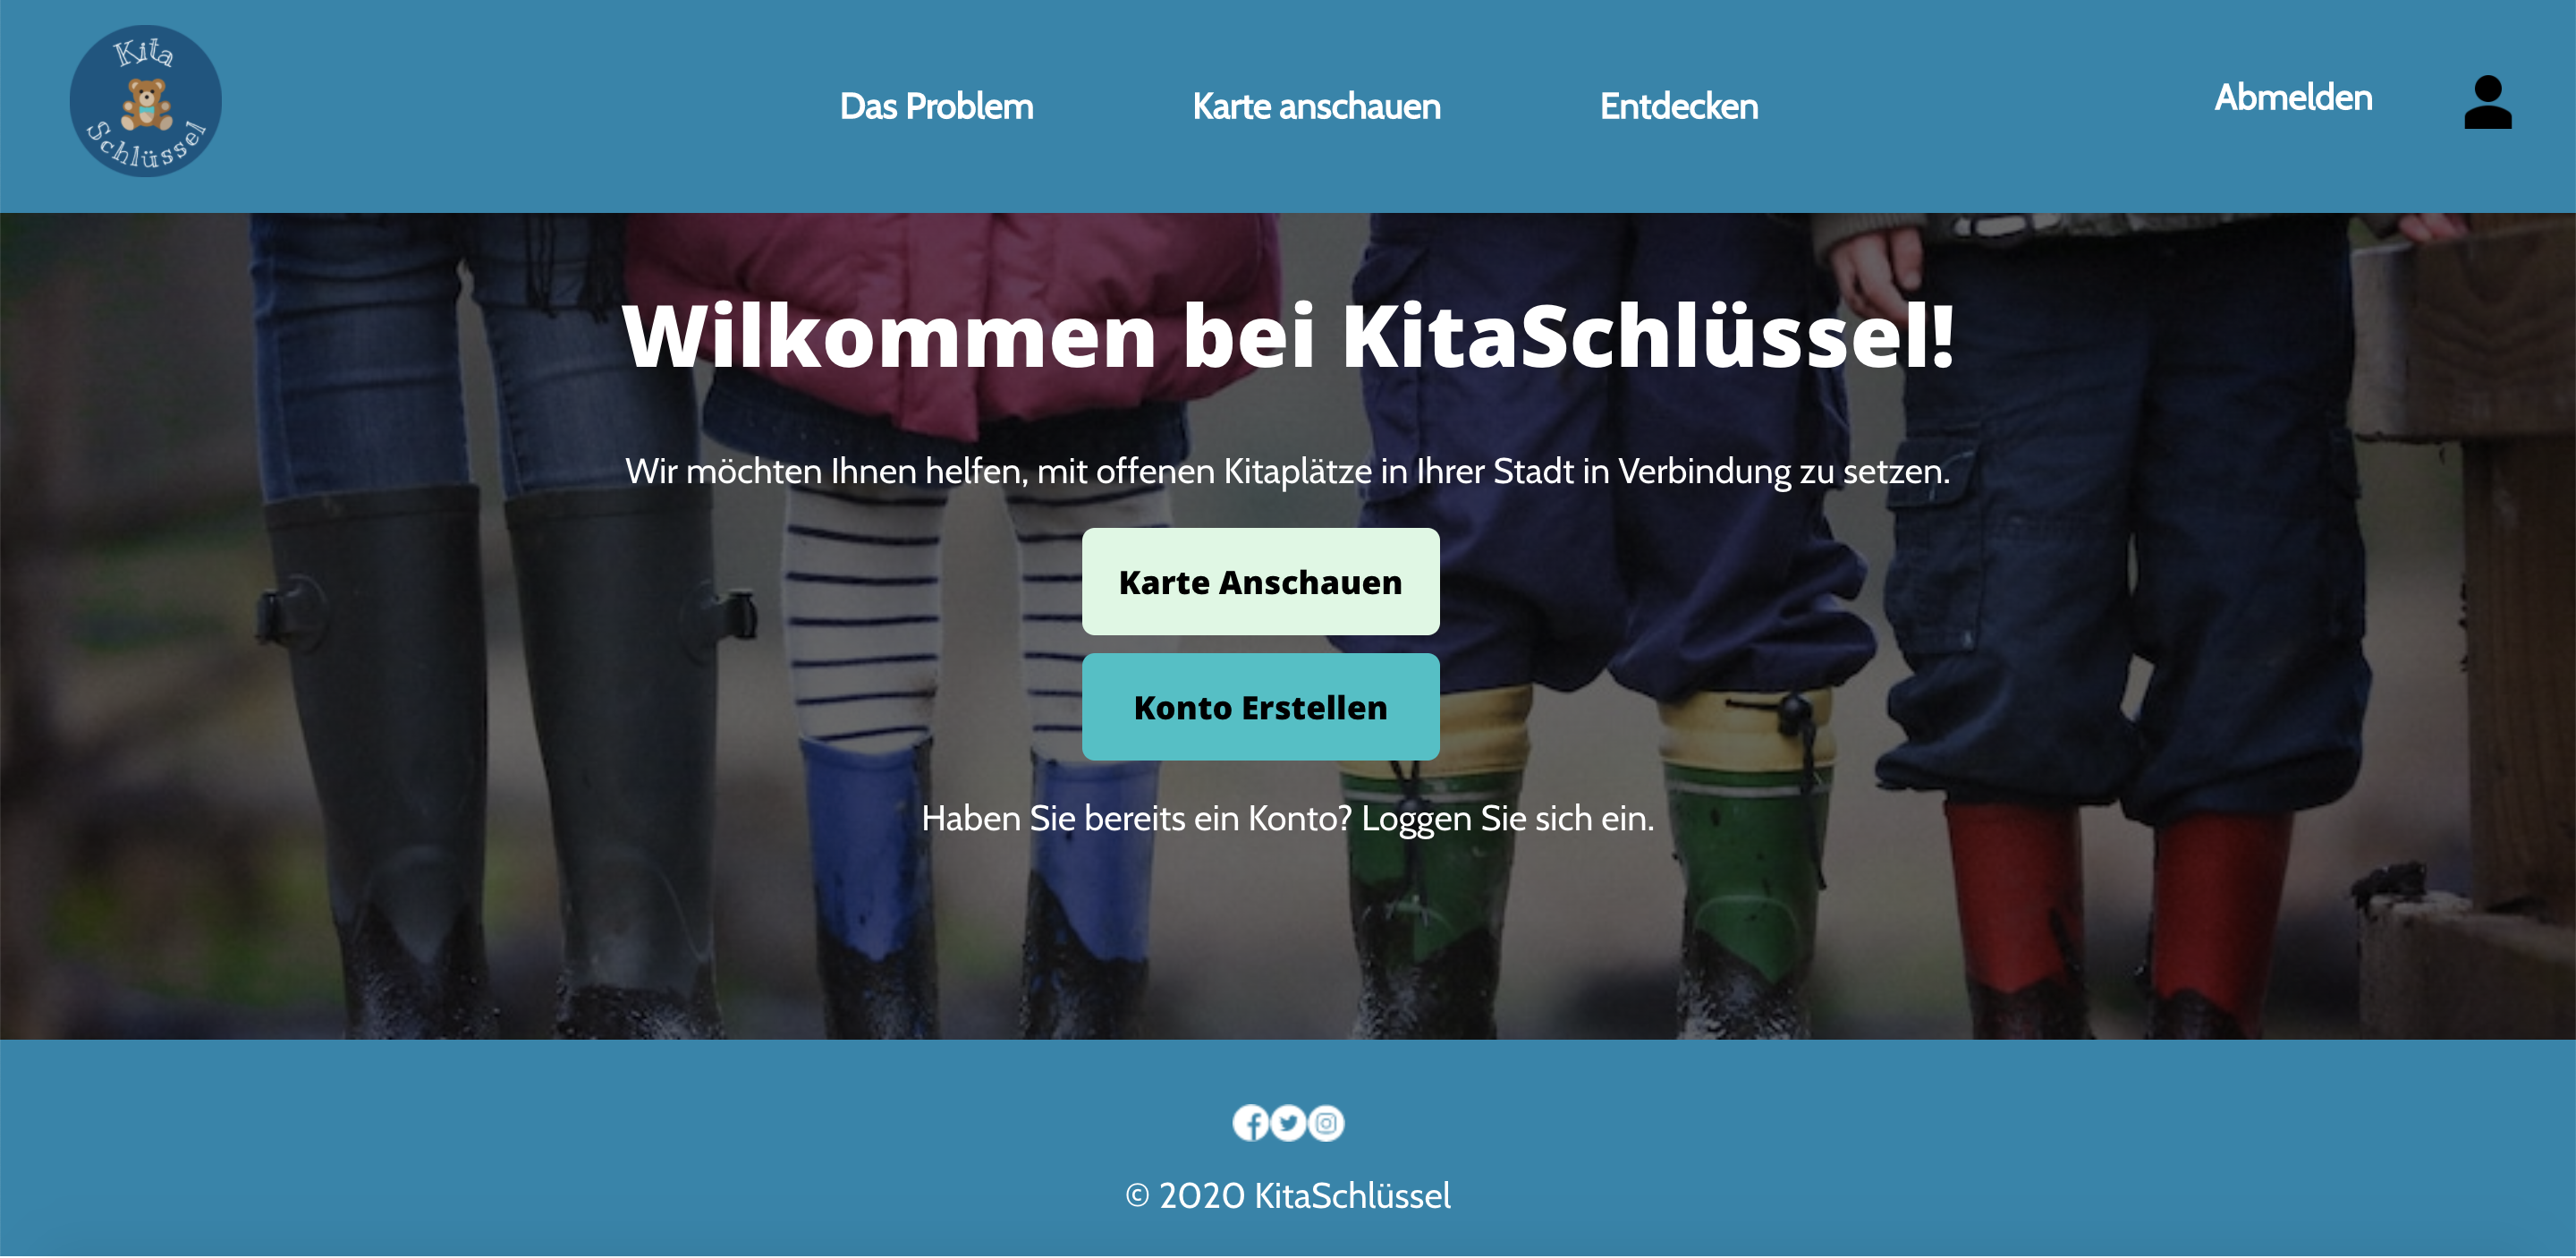 Kita
Schlüssel
Das Problem
Karte anschauen
Entdecken
Abmelden
Wilkommen bei KitaSchlüssel!
Wir möchten Ihnen helfen, mit offenen Kitaplätze in Ihrer Stadt in Verbindung zu setzen.
Karte Anschauen
Konto Erstellen
Haben Sie bereits ein Konto? Loggen Sie sich ein.
© 2020 KitaSchlüssel